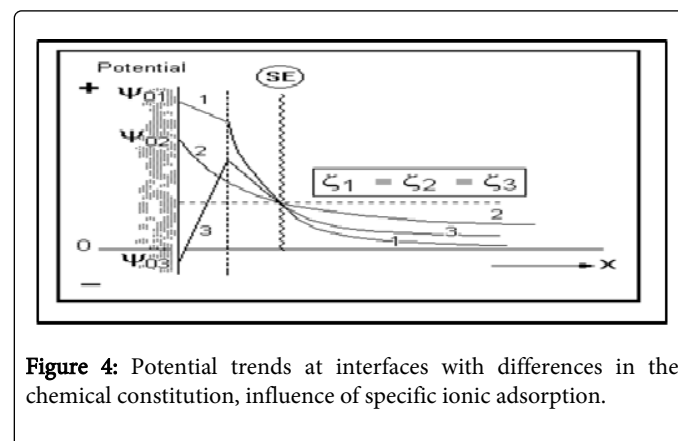 Potential
SE
+
Ψ01
1
Ψ02
2
ζ1 = ζ2 = ζ3
2
3
3
1
0
Ψ03
x
−
Figure 4: Potential trends at interfaces with differences in the
chemical constitution, influence of specific ionic adsorption.